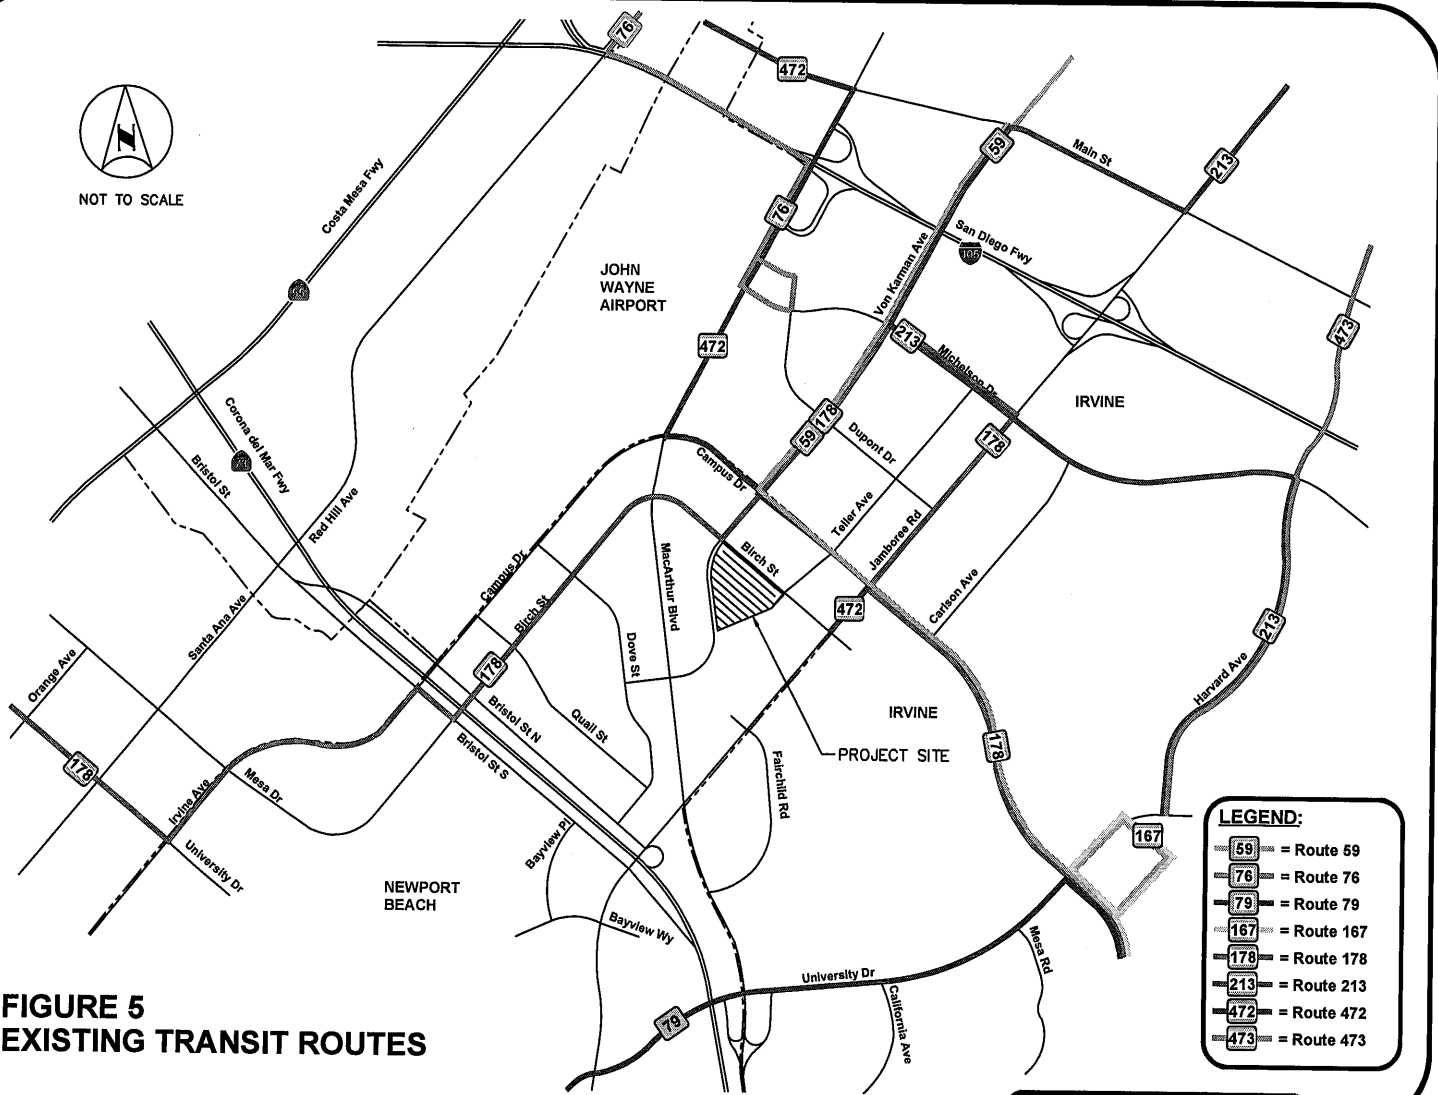 76
472
59
Main St
213
NOT TO SCALE
Costa Mesa Fwy
76
San Diego Fwy
405
Von Karman Ave
JOHN
WAYNE
AIRPORT
55
472
213
Michelson Dr
473
IRVINE
Corona del Mar Fwy
178
59
Dupont Dr
178
Campus Dr
73
Bristol St
Red Hill Ave
Teller Ave
Jamboree Rd
Campus Dr
Birch St
MacArthur Blvd
Birch St
Carlson Ave
472
Santa Ana Ave
Dove St
213
Harvard Ave
Orange Ave
178
Bristol St N
Quail St
IRVINE
PROJECT SITE
178
Bristol St S
178
Mesa Dr
Irvine Ave
Fairchild Rd
University Dr
Bayview Pl
167
NEWPORT
BEACH
Bayview Wy
Mesa Rd
University Dr
California Ave
79
LEGEND:
59 = Route 59
76 = Route 76
79 = Route 79
167 = Route 167
178 = Route 178
213 = Route 213
472 = Route 472
473 = Route 473
FIGURE 5
EXISTING TRANSIT ROUTES